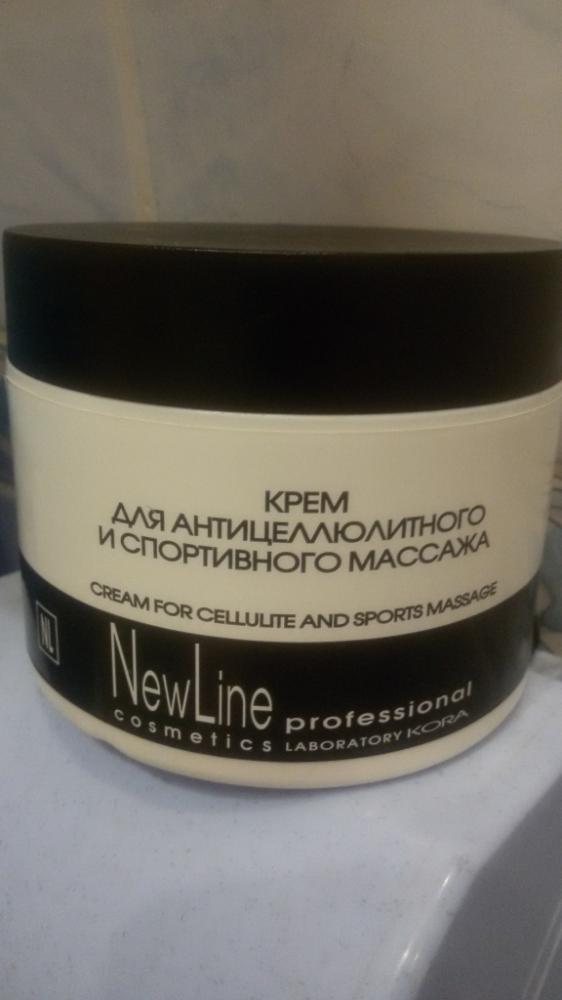 КРЕМ
ДЛЯ АНТИЦЕЛЛЮЛИТНОГО
И СПОРТИВНОГО МАССАЖА
CREAM FOR CELLULITE AND SPORTS MASSAGE
NL
NewLine professional
cosmetics LABORATORY KORA